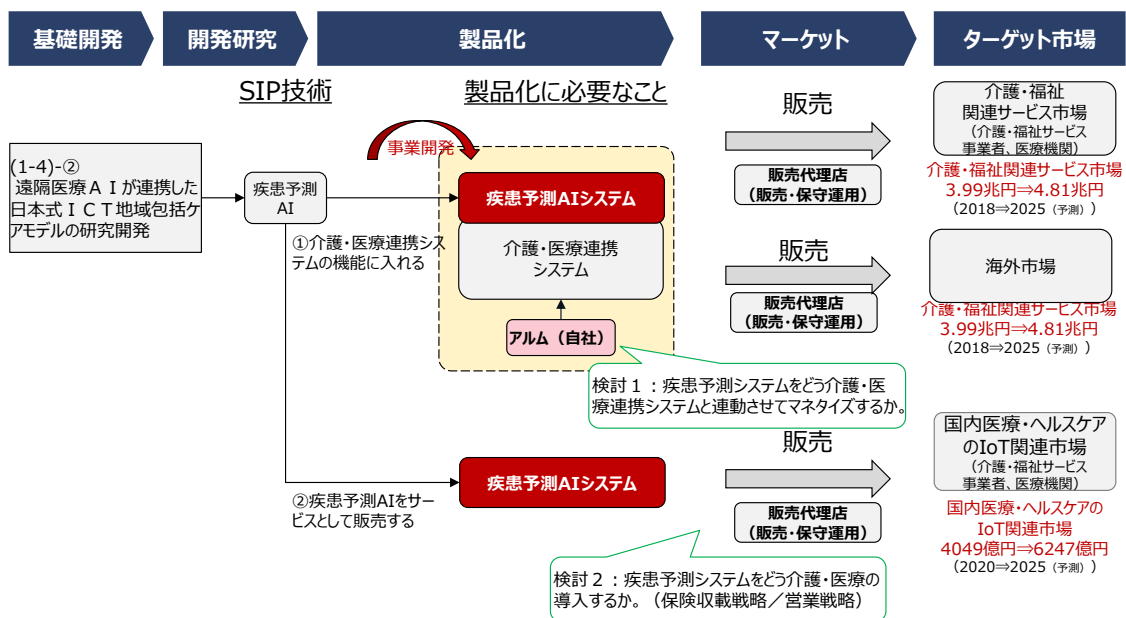 基礎開発
開発研究
製品化
マーケット
ターゲット市場
SIP技術
製品化に必要なこと
(1-4)-②
遠隔医療ＡＩが連携した
日本式ＩＣＴ地域包括ケ
アモデルの研究開発
疾患予測
AI
事業開発
①介護・医療連携シス
テムの機能に入れる
疾患予測AIシステム
介護・医療連携
システム
アルム（自社）
検討１：疾患予測システムをどう介護・医
療連携システムと連動させてマネタイズするか。
販売
販売代理店
（販売・保守運用）
介護・福祉
関連サービス市場
（介護・福祉サービス
事業者、医療機関）
介護・福祉関連サービス市場
3.99兆円⇒4.81兆円
（2018⇒2025（予測））
販売
販売代理店
（販売・保守運用）
海外市場
介護・福祉関連サービス市場
3.99兆円⇒4.81兆円
（2018⇒2025（予測））
②疾患予測AIをサー
ビスとして販売する
疾患予測AIシステム
販売
販売代理店
（販売・保守運用）
検討２：疾患予測システムをどう介護・医療の
導入するか。（保険収載戦略／営業戦略）
国内医療・ヘルスケア
のIoT関連市場
（介護・福祉サービス
事業者、医療機関）
国内医療・ヘルスケアの
IoT関連市場
4049億円⇒6247億円
（2020⇒2025（予測））